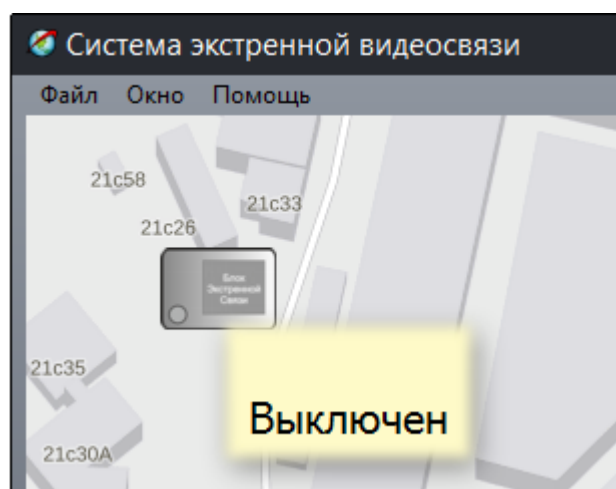 Система экстренной видеосвязи
Файл Окно Помощь
21с58
21с33
21с26
Блок
Экстренной
Связи
21с35
Выключен
21с30А